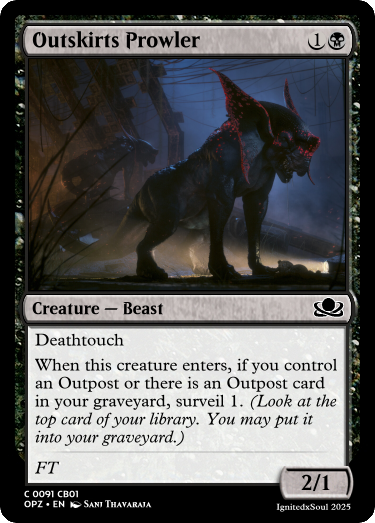 Outskirts Prowler 1
Creature — Beast
Deathtouch
When this creature enters, if you control
an Outpost or there is an Outpost card
in your graveyard, surveil 1. (Look at the
top card of your library. You may put it
into your graveyard.)
FT
2/1
C 0091 CB01
OPZ • EN Sani Thavaraja
IgnitedxSoul 2025